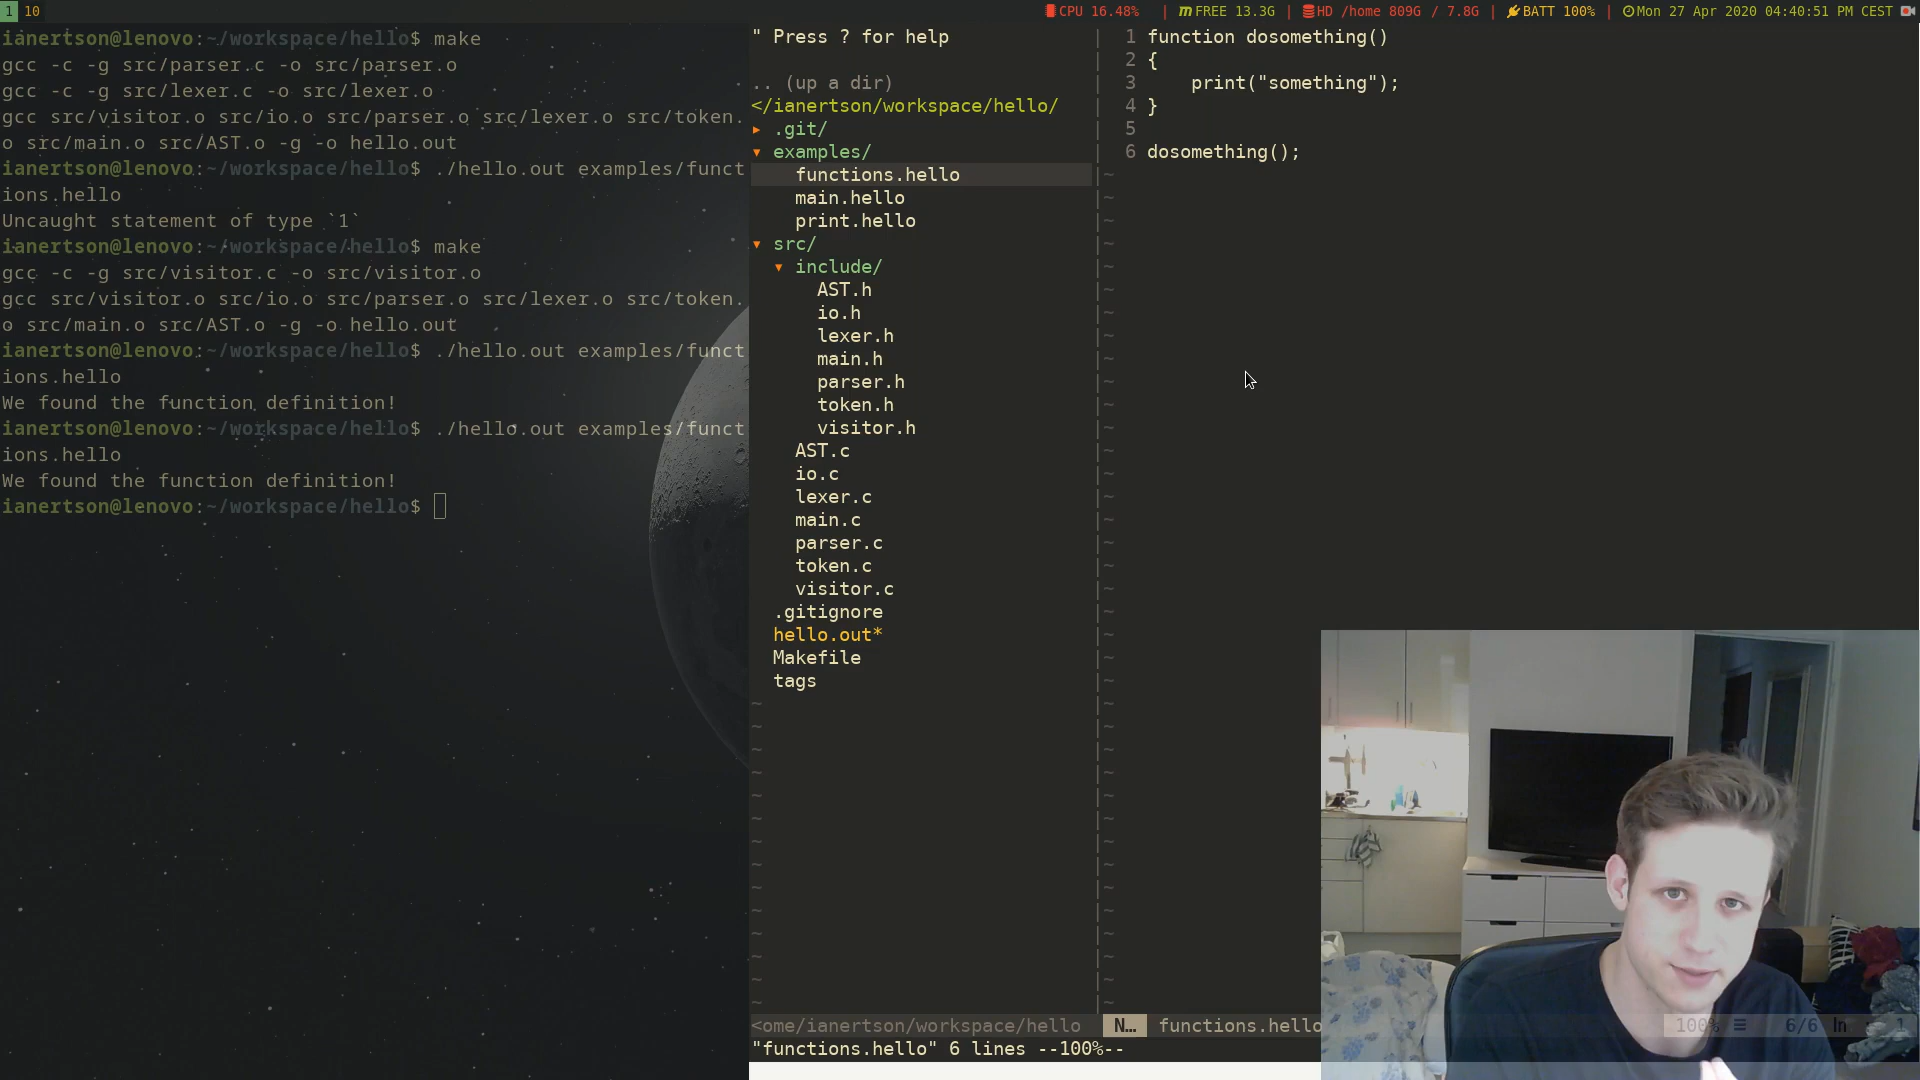 1 10 CPU 16.48% | FREE 13.3G | HD /home 809G / 7.8G | BATT 100% | Mon 27 Apr 2020 04:40:51 PM CEST
ianertson@lenovo:~/workspace/hello$ make
gcc -c -g src/parser.c -o src/parser.o
gcc -c -g src/lexer.c -o src/lexer.o
gcc src/visitor.o src/io.o src/parser.o src/lexer.o src/token.
o src/main.o src/AST.o -g -o hello.out
ianertson@lenovo:~/workspace/hello$ ./hello.out examples/funct
ions.hello
Uncaught statement of type `1`
ianertson@lenovo:~/workspace/hello$ make
gcc -c -g src/visitor.c -o src/visitor.o
gcc src/visitor.o src/io.o src/parser.o src/lexer.o src/token.
o src/main.o src/AST.o -g -o hello.out
ianertson@lenovo:~/workspace/hello$ ./hello.out examples/funct
ions.hello
We found the function definition!
ianertson@lenovo:~/workspace/hello$ ./hello.out examples/funct
ions.hello
We found the function definition!
ianertson@lenovo:~/workspace/hello$
" Press ? for help
.. (up a dir)
</ianertson/workspace/hello/
▸ .git/
▾ examples/
functions.hello
main.hello
print.hello
▾ src/
▾ include/
AST.h
io.h
lexer.h
main.h
parser.h
token.h
visitor.h
AST.c
io.c
lexer.c
main.c
parser.c
token.c
visitor.c
.gitignore
hello.out*
Makefile
tags
<ome/ianertson/workspace/hello
1 function dosomething()
2 {
3     print("something");
4 }
5
6 dosomething();
N… functions.hello 100% ☰ 6/6 ln : 1
"functions.hello" 6 lines --100%--